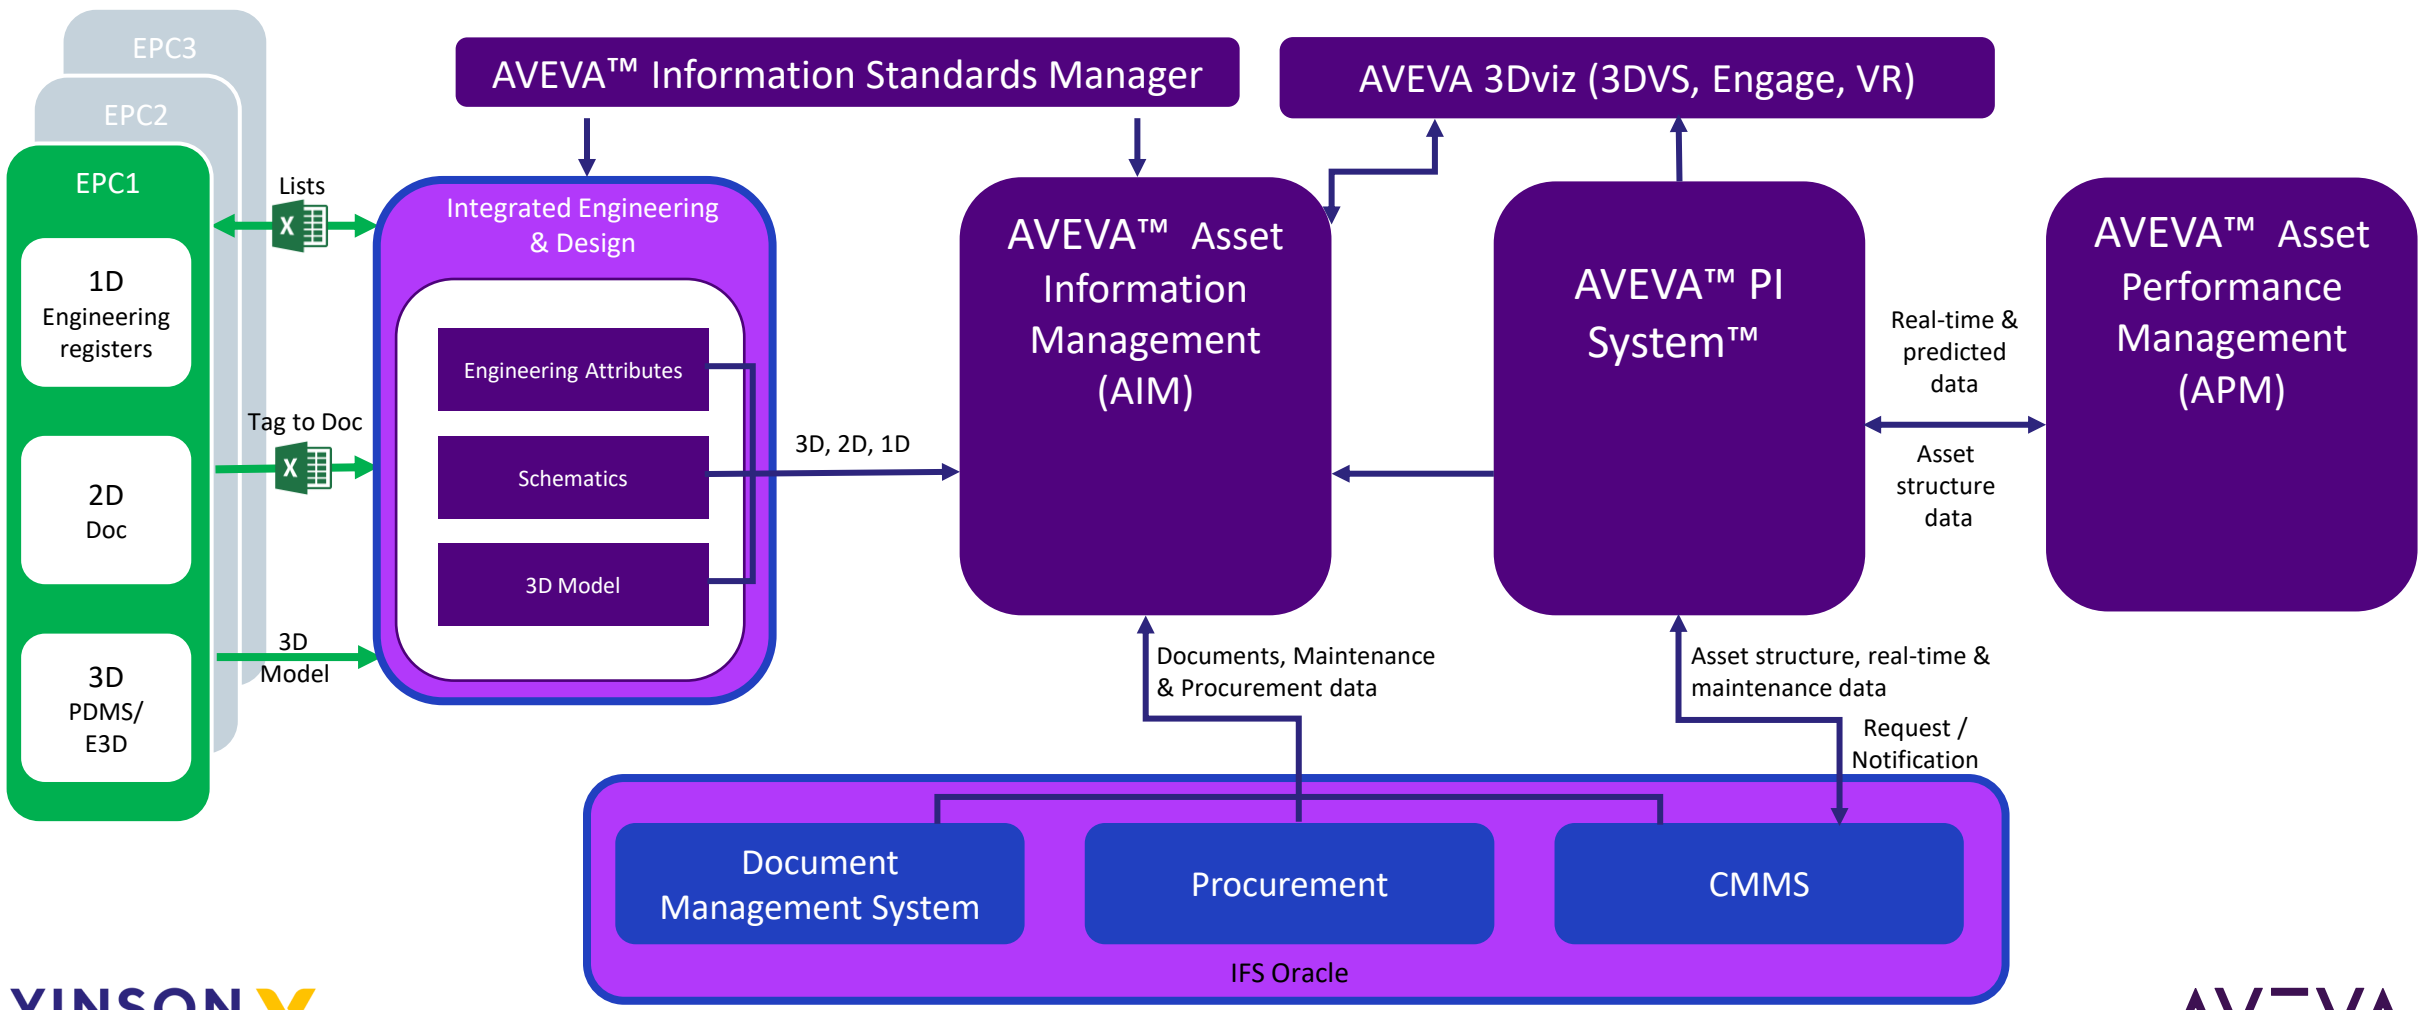 EPC3
EPC2
EPC1
1D
Engineering
registers
2D
Doc
3D
PDMS/
E3D
Lists
X
Tag to Doc
X
3D
Model
AVEVA™ Information Standards Manager
AVEVA 3Dviz (3DVS, Engage, VR)
Integrated Engineering
& Design
Engineering Attributes
Schematics
3D Model
3D, 2D, 1D
AVEVA™ Asset
Information
Management
(AIM)
AVEVA™ PI
System™
Real-time &
predicted
data
Asset
structure
data
AVEVA™ Asset
Performance
Management
(APM)
Documents, Maintenance
& Procurement data
Asset structure, real-time &
maintenance data
Request /
Notification
Document
Management System
Procurement
CMMS
IFS Oracle
YINSON
AVEVA